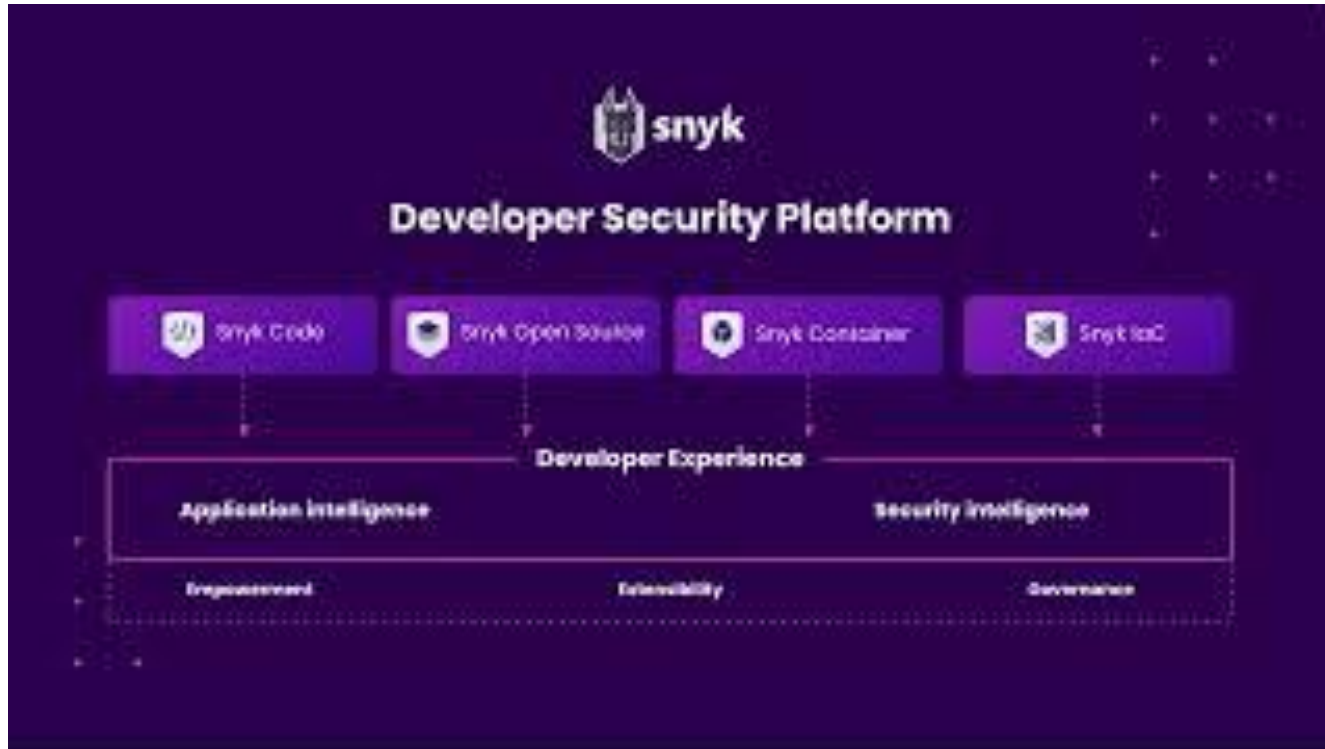 snyk
Developer Security Platform
Snyk Code
Snyk Open Source
Snyk Container
Snyk IaC
Developer Experience
Application intelligence
Security intelligence
Empowerment
Extensibility
Governance